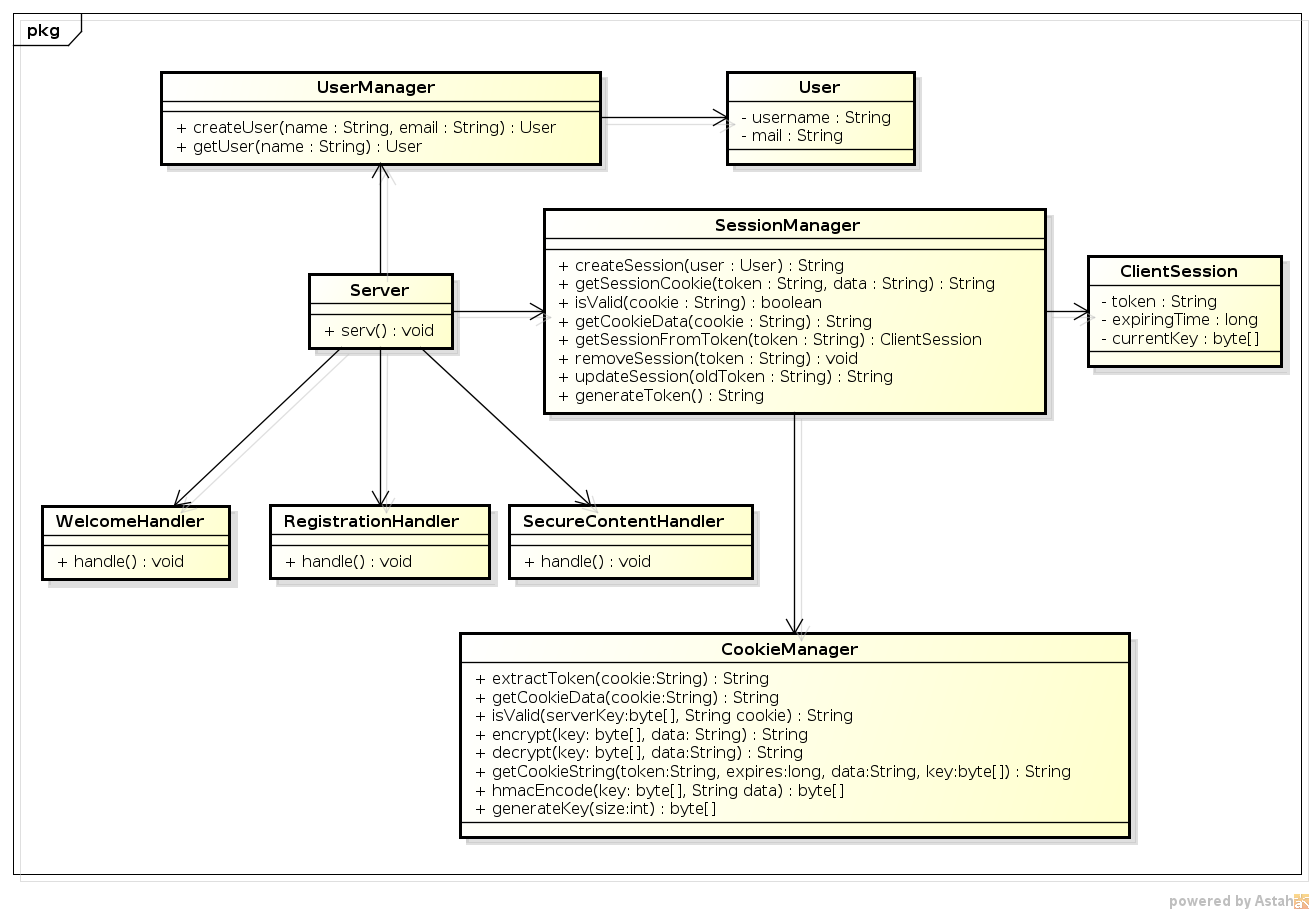 pkg
UserManager
+ createUser(name : String, email : String) : User
+ getUser(name : String) : User
User
- username : String
- mail : String
SessionManager
+ createSession(user : User) : String
+ getSessionCookie(token : String, data : String) : String
+ isValid(cookie : String) : boolean
+ getCookieData(cookie : String) : String
+ getSessionFromToken(token : String) : ClientSession
+ removeSession(token : String) : void
+ updateSession(oldToken : String) : String
+ generateToken() : String
ClientSession
- token : String
- expiringTime : long
- currentKey : byte[]
Server
+ serv() : void
WelcomeHandler
+ handle() : void
RegistrationHandler
+ handle() : void
SecureContentHandler
+ handle() : void
CookieManager
+ extractToken(cookie:String) : String
+ getCookieData(cookie:String) : String
+ isValid(serverKey:byte[], String cookie) : String
+ encrypt(key: byte[], data: String) : String
+ decrypt(key: byte[], data:String) : String
+ getCookieString(token:String, expires:long, data:String, key:byte[]) : String
+ hmacEncode(key: byte[], String data) : byte[]
+ generateKey(size:int) : byte[]
powered by Astah